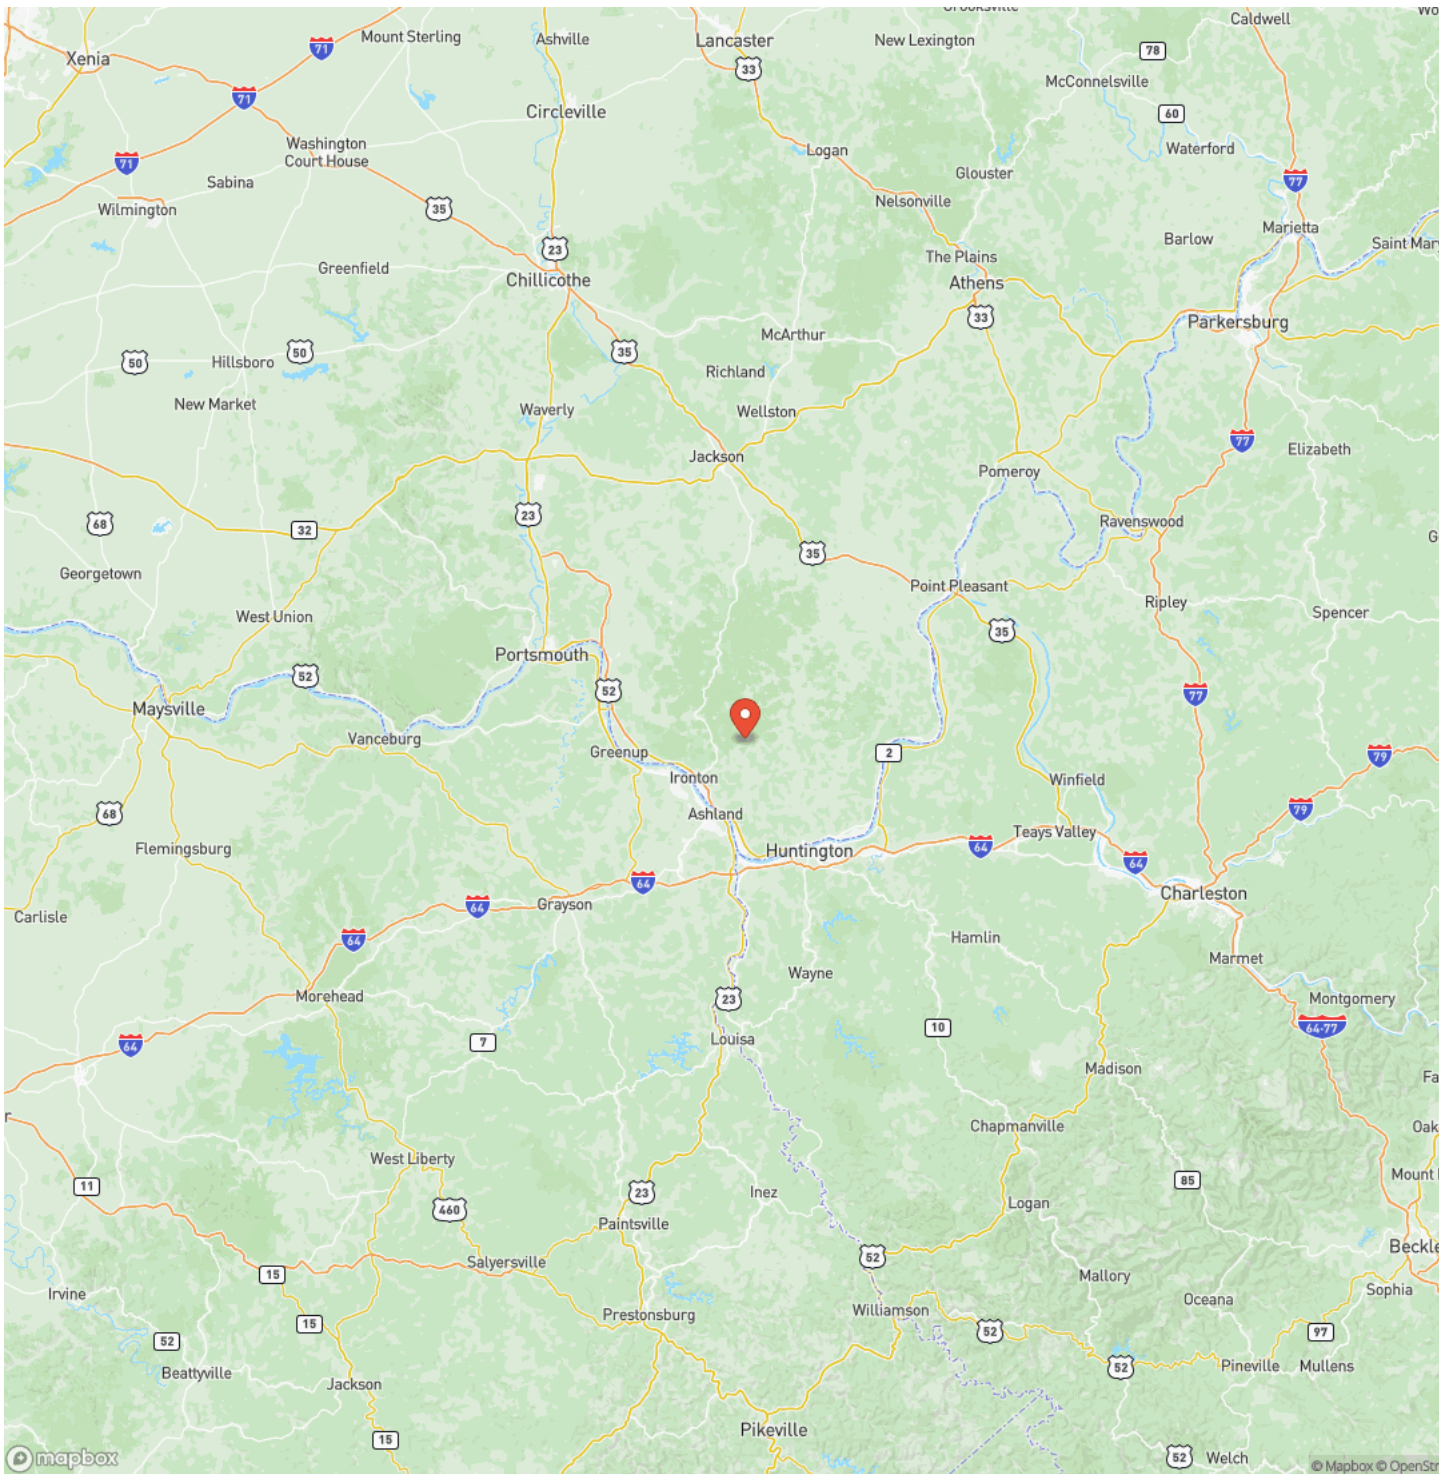 Crooksville
Caldwell
Mount Sterling
Ashville
Lancaster
New Lexington
71
78
Xenia
33
McConnelsville
71
Circleville
60
Washington
Court House
Logan
Waterford
71
Glouster
77
Sabina
Nelsonville
Wilmington
35
Marietta
Barlow
Saint Mary
23
The Plains
Greenfield
Chillicothe
Athens
33
Parkersburg
McArthur
50
50
35
Hillsboro
Richland
New Market
Waverly
Wellston
77
Elizabeth
Jackson
Pomeroy
68
32
23
Ravenswood
G
35
Georgetown
Point Pleasant
West Union
Ripley
Spencer
35
Portsmouth
52
52
77
Maysville
Vanceburg
Greenup
2
79
Ironton
Winfield
68
Ashland
79
Teays Valley
Flemingsburg
Huntington
64
64
64
Charleston
Carlisle
64
Grayson
64
Hamlin
Marmet
Wayne
Morehead
23
Montgomery
64-77
10
Louisa
7
64
Madison
Fa
r
Chapmanville
Oak
West Liberty
Mount
11
85
23
Inez
Logan
460
Paintsville
Beckle
52
Salyersville
15
Mallory
Sophia
Irvine
Oceana
Williamson
Prestonsburg
15
52
97
52
52
Pineville
Mullens
Beattyville
Jackson
Pikeville
15
52
Welch
mapbox
© Mapbox © OpenStr